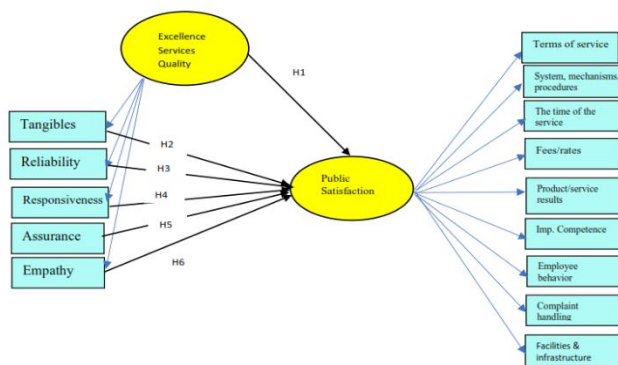 Excellence
Services
Quality
H1
Tangibles
H2
Reliability
H3
Responsiveness
H4
Assurance
H5
Empathy
H6
Public
Satisfaction
Terms of service
System, mechanisms,
procedures
The time of the
service
Fees/rates
Product/service
results
Imp. Competence
Employee
behavior
Complaint
handling
Facilities &
infrastructure